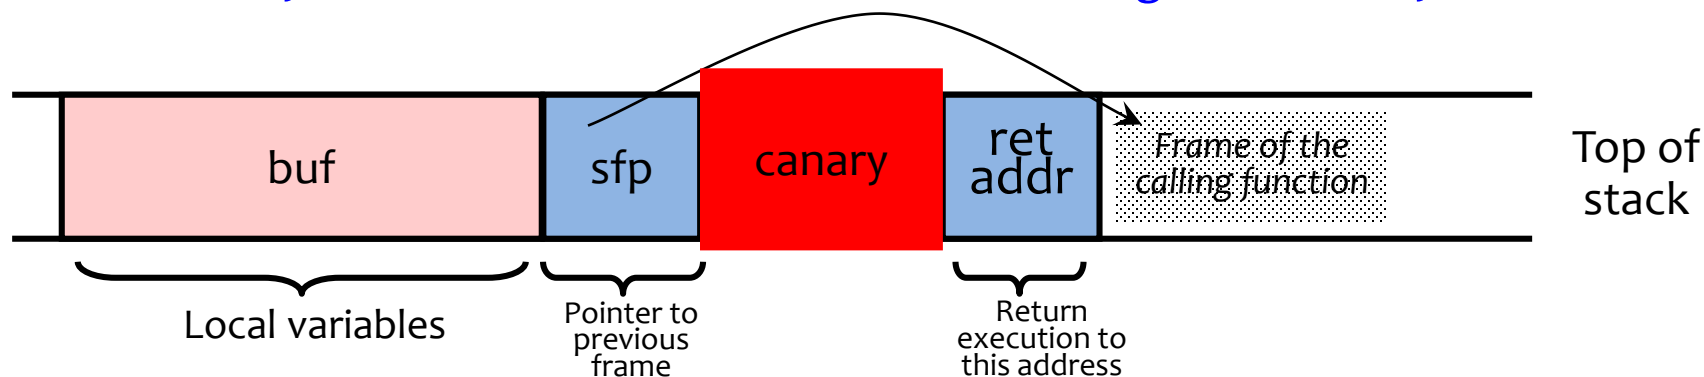 buf
sfp
canary
ret
addr
Frame of the
calling function
Top of
stack
Local variables
Pointer to
previous
frame
Return
execution to
this address